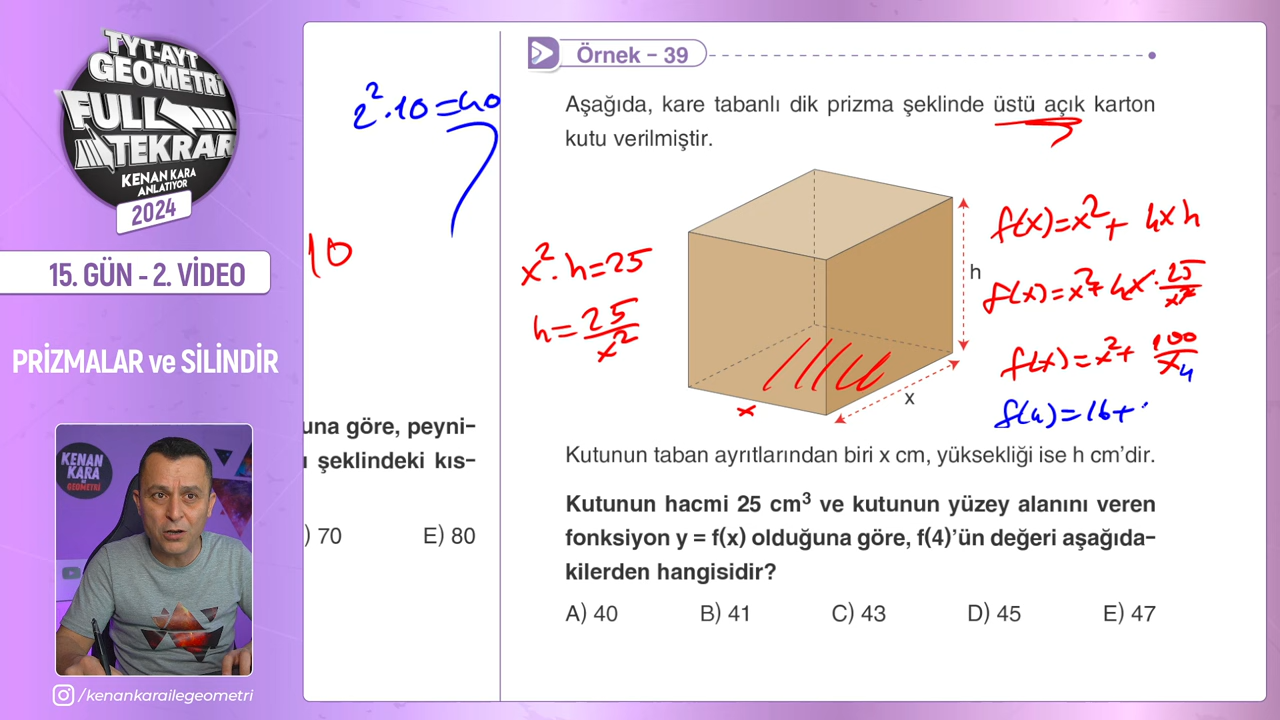 TYT-AYT
GEOMETRİ
FULL
TEKRAR
KENAN KARA
ANLATIYOR
2024
15. GÜN - 2. VİDEO
PRİZMALAR ve SİLİNDİR
KENAN
KARA
ile
GEOMETRİ
/kenankarailegeometri
2²·10=40
10
una göre, peyni-
şeklindeki kıs-
) 70 E) 80
Örnek – 39
Aşağıda, kare tabanlı dik prizma şeklinde üstü açık karton
kutu verilmiştir.
x²·h=25
h=25/x²
h
x
x
f(x)=x²+4xh
f(x)=x²+4x·25/x²
f(x)=x²+100/x
4
f(4)=16+
Kutunun taban ayrıtlarından biri x cm, yüksekliği ise h cm’dir.
Kutunun hacmi 25 cm³ ve kutunun yüzey alanını veren
fonksiyon y = f(x) olduğuna göre, f(4)’ün değeri aşağıda-
kilerden hangisidir?
A) 40 B) 41 C) 43 D) 45 E) 47